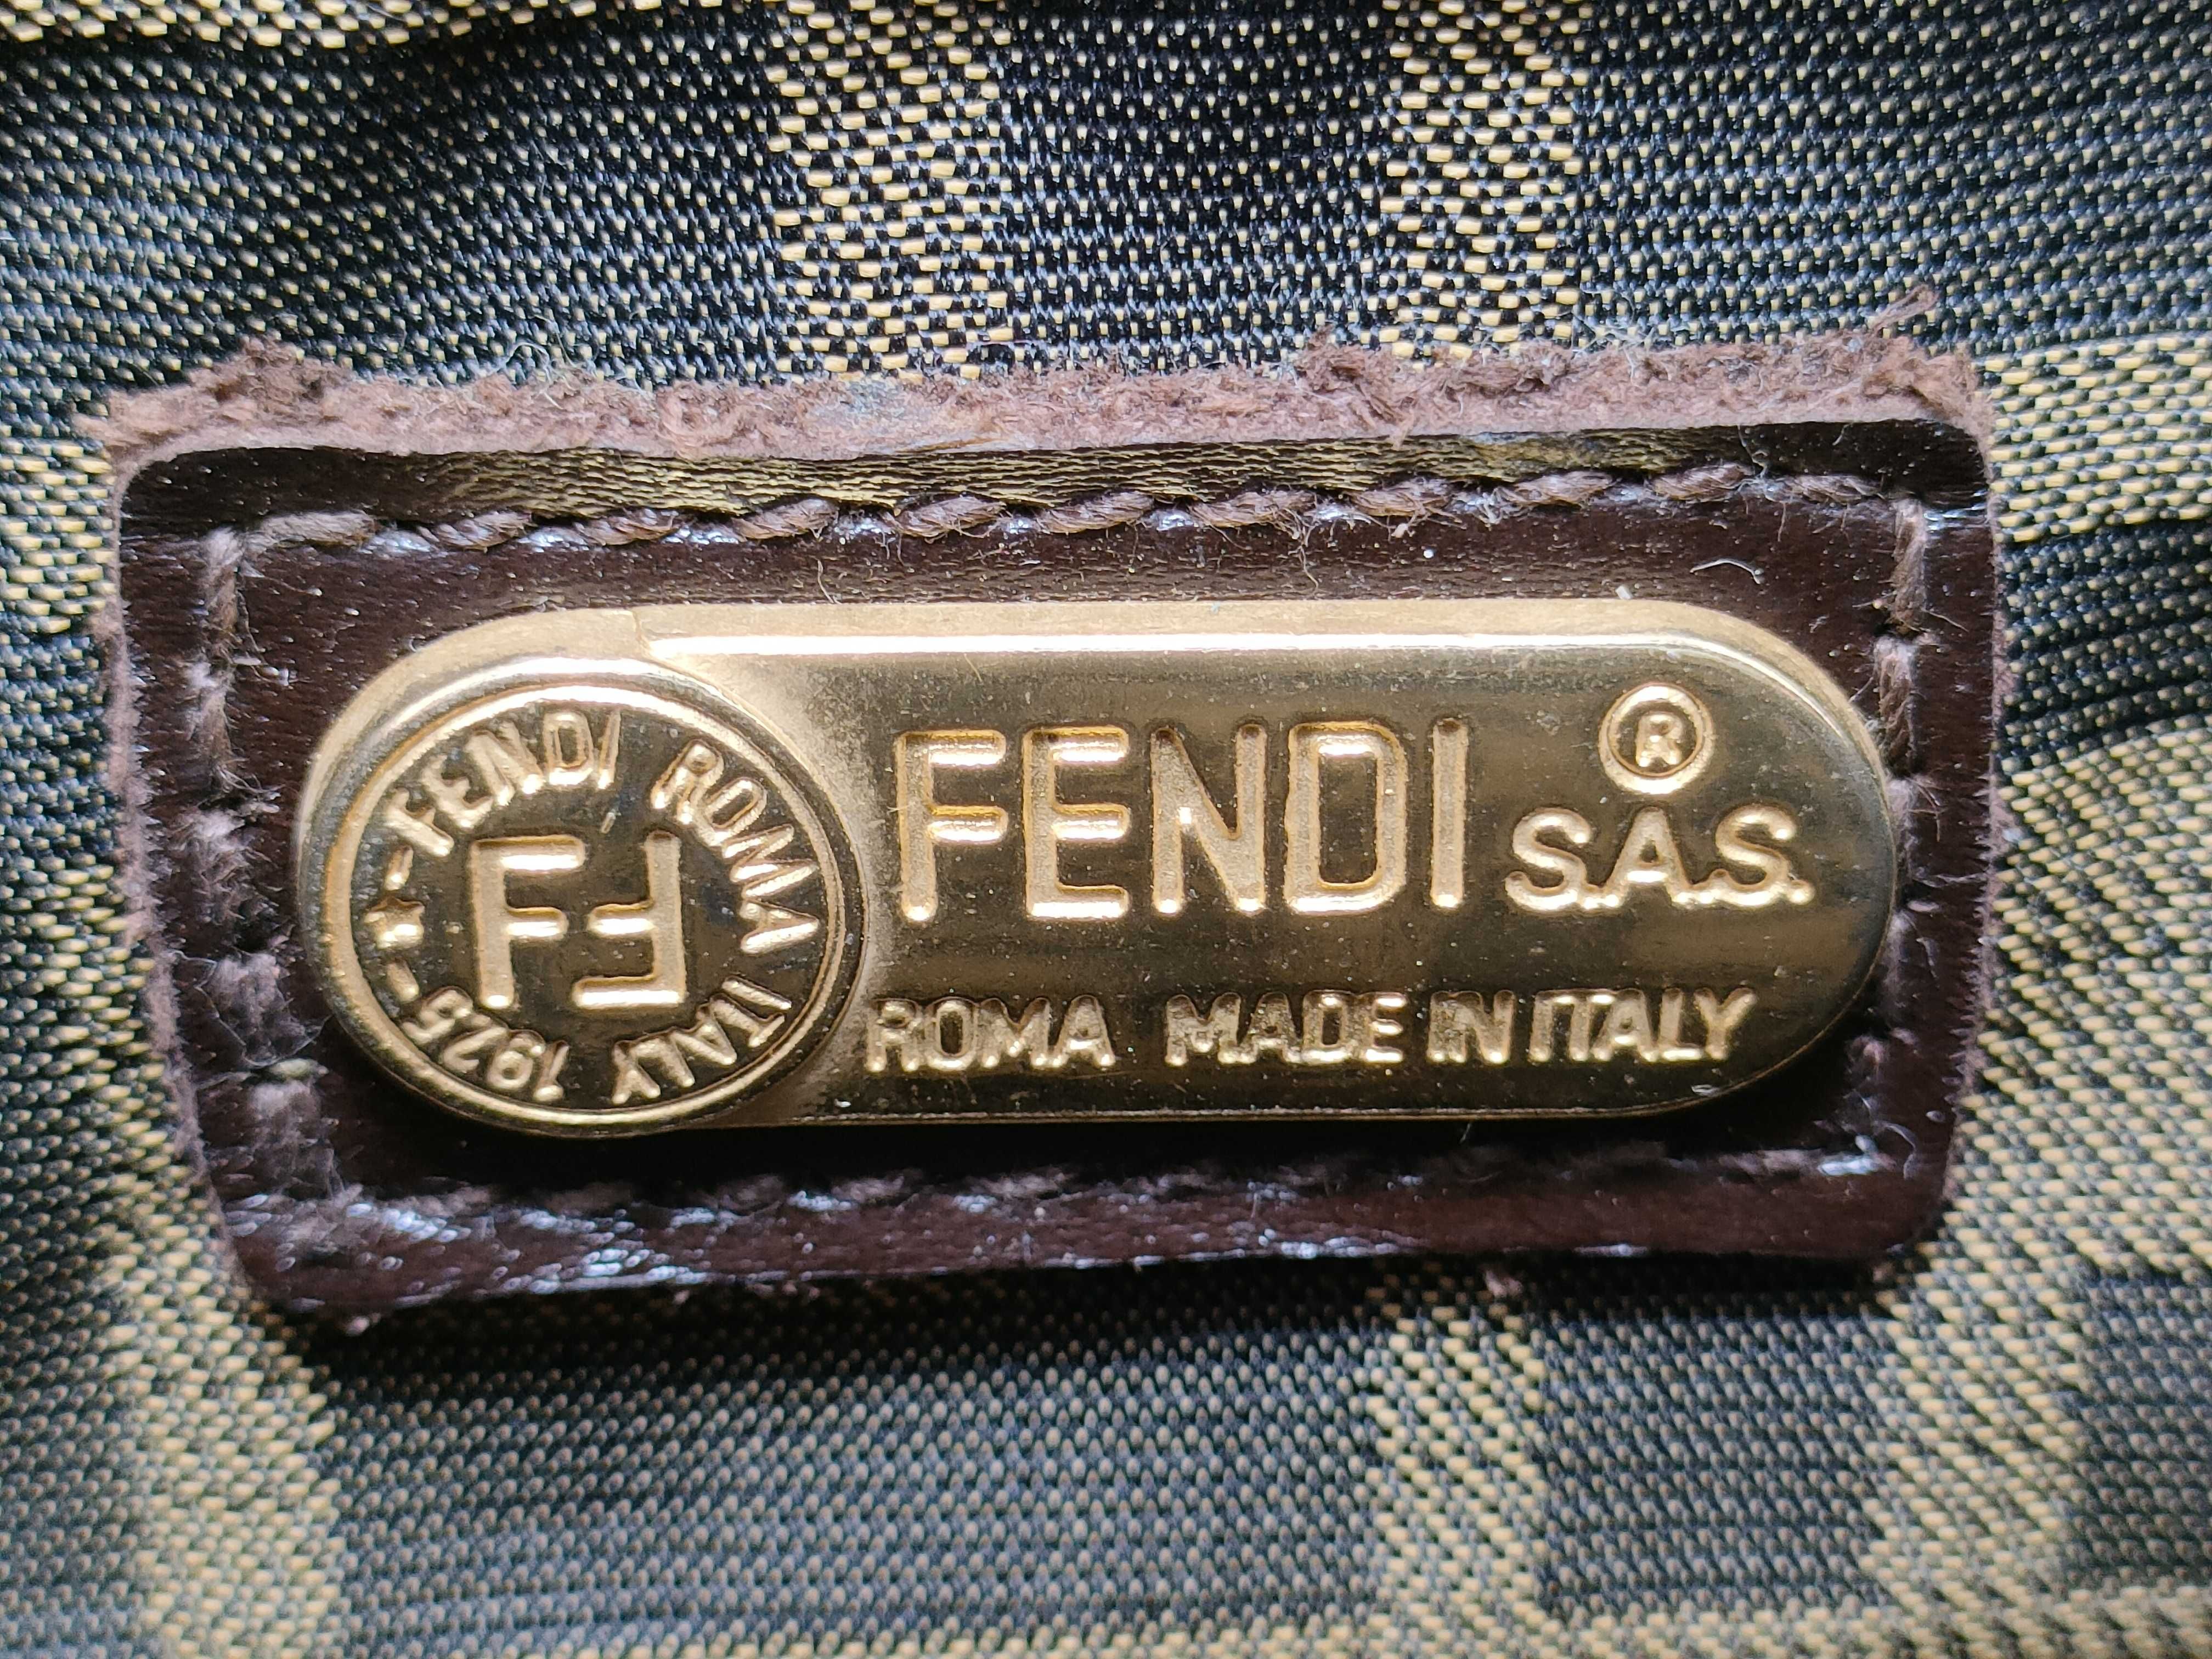 FENDI ROMA ITALY 1925
FF
FENDI ® S.A.S.
ROMA MADE IN ITALY